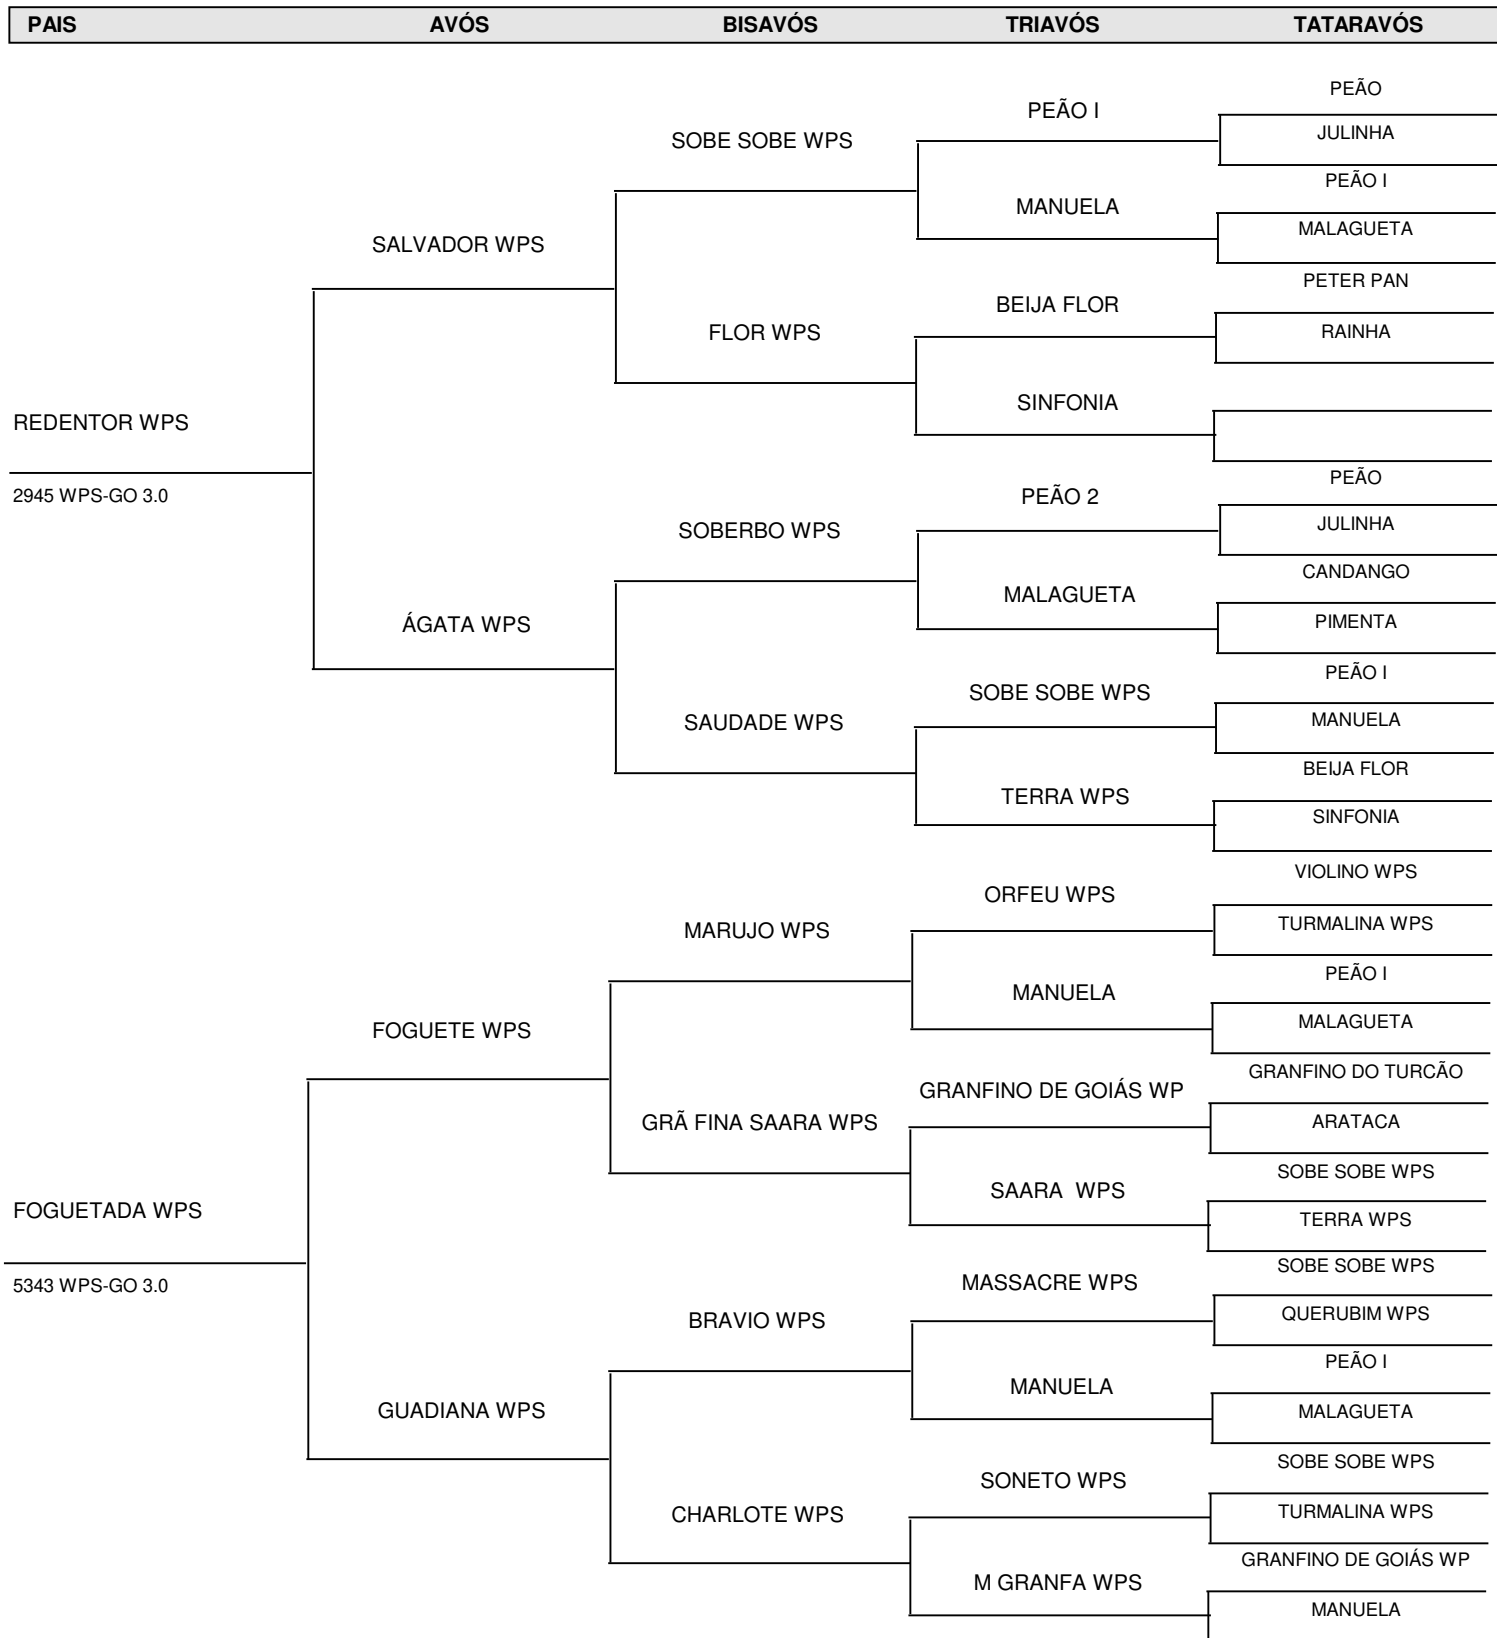 PAIS AVÓS BISAVÓS TRIAVÓS TATARAVÓS
PEÃO
PEÃO I
JULINHA
SOBE SOBE WPS
PEÃO I
MANUELA
MALAGUETA
SALVADOR WPS
PETER PAN
BEIJA FLOR
FLOR WPS
RAINHA
SINFONIA
REDENTOR WPS
PEÃO
2945 WPS-GO 3.0
PEÃO 2
JULINHA
SOBERBO WPS
CANDANGO
MALAGUETA
ÁGATA WPS
PIMENTA
PEÃO I
SOBE SOBE WPS
SAUDADE WPS
MANUELA
BEIJA FLOR
TERRA WPS
SINFONIA
VIOLINO WPS
ORFEU WPS
MARUJO WPS
TURMALINA WPS
PEÃO I
MANUELA
FOGUETE WPS
MALAGUETA
GRANFINO DO TURCÃO
GRANFINO DE GOIÁS WP
GRÃ FINA SAARA WPS
ARATACA
SOBE SOBE WPS
SAARA WPS
FOGUETADA WPS
TERRA WPS
SOBE SOBE WPS
5343 WPS-GO 3.0
MASSACRE WPS
BRAVIO WPS
QUERUBIM WPS
PEÃO I
MANUELA
GUADIANA WPS
MALAGUETA
SOBE SOBE WPS
SONETO WPS
CHARLOTE WPS
TURMALINA WPS
GRANFINO DE GOIÁS WP
M GRANFA WPS
MANUELA